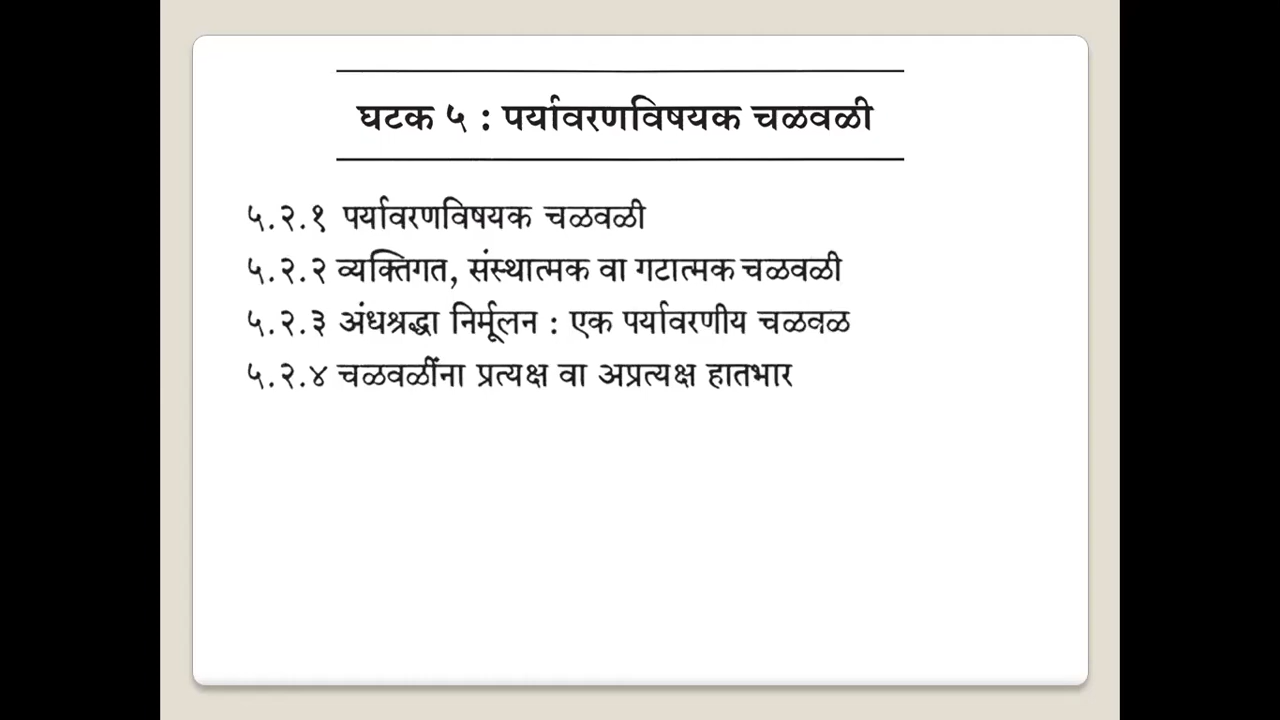 घटक ५ : पर्यावरणविषयक चळवळी
५.२.१ पर्यावरणविषयक चळवळी
५.२.२ व्यक्तिगत, संस्थात्मक वा गटात्मक चळवळी
५.२.३ अंधश्रद्धा निर्मूलन : एक पर्यावरणीय चळवळ
५.२.४ चळवळींना प्रत्यक्ष वा अप्रत्यक्ष हातभार